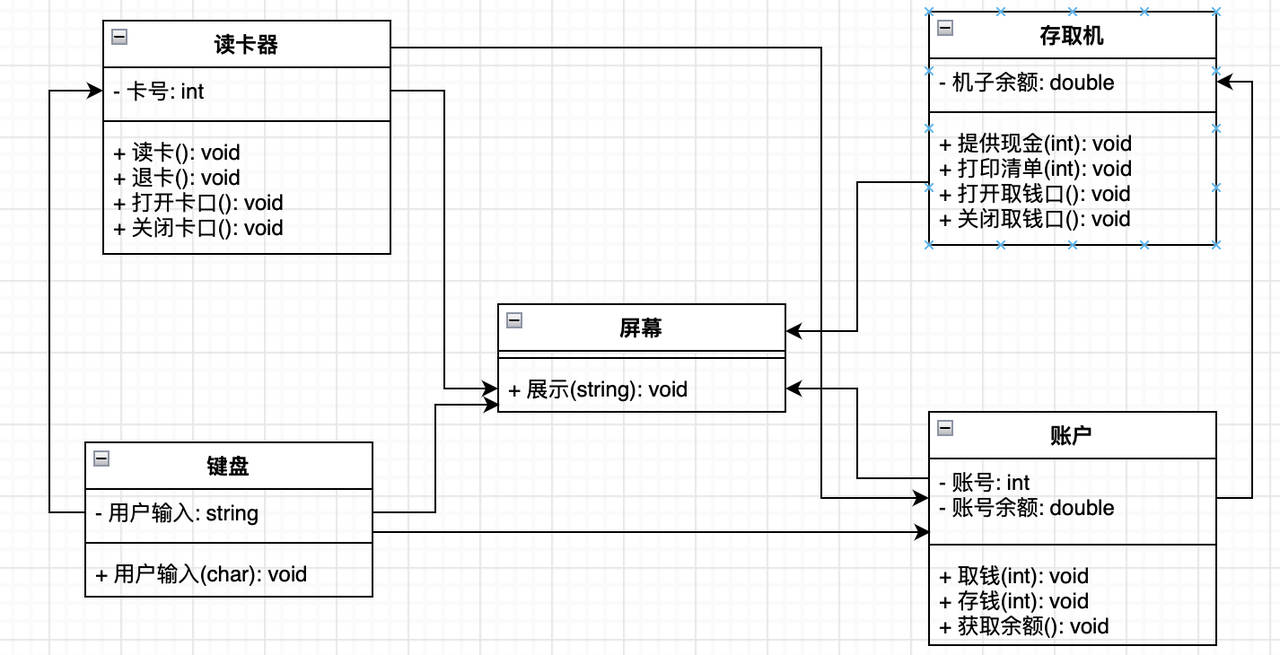 读卡器
- 卡号: int
+ 读卡(): void
+ 退卡(): void
+ 打开卡口(): void
+ 关闭卡口(): void
存取机
- 机子余额: double
+ 提供现金(int): void
+ 打印清单(int): void
+ 打开取钱口(): void
+ 关闭取钱口(): void
屏幕
+ 展示(string): void
键盘
- 用户输入: string
+ 用户输入(char): void
账户
- 账号: int
- 账号余额: double
+ 取钱(int): void
+ 存钱(int): void
+ 获取余额(): void